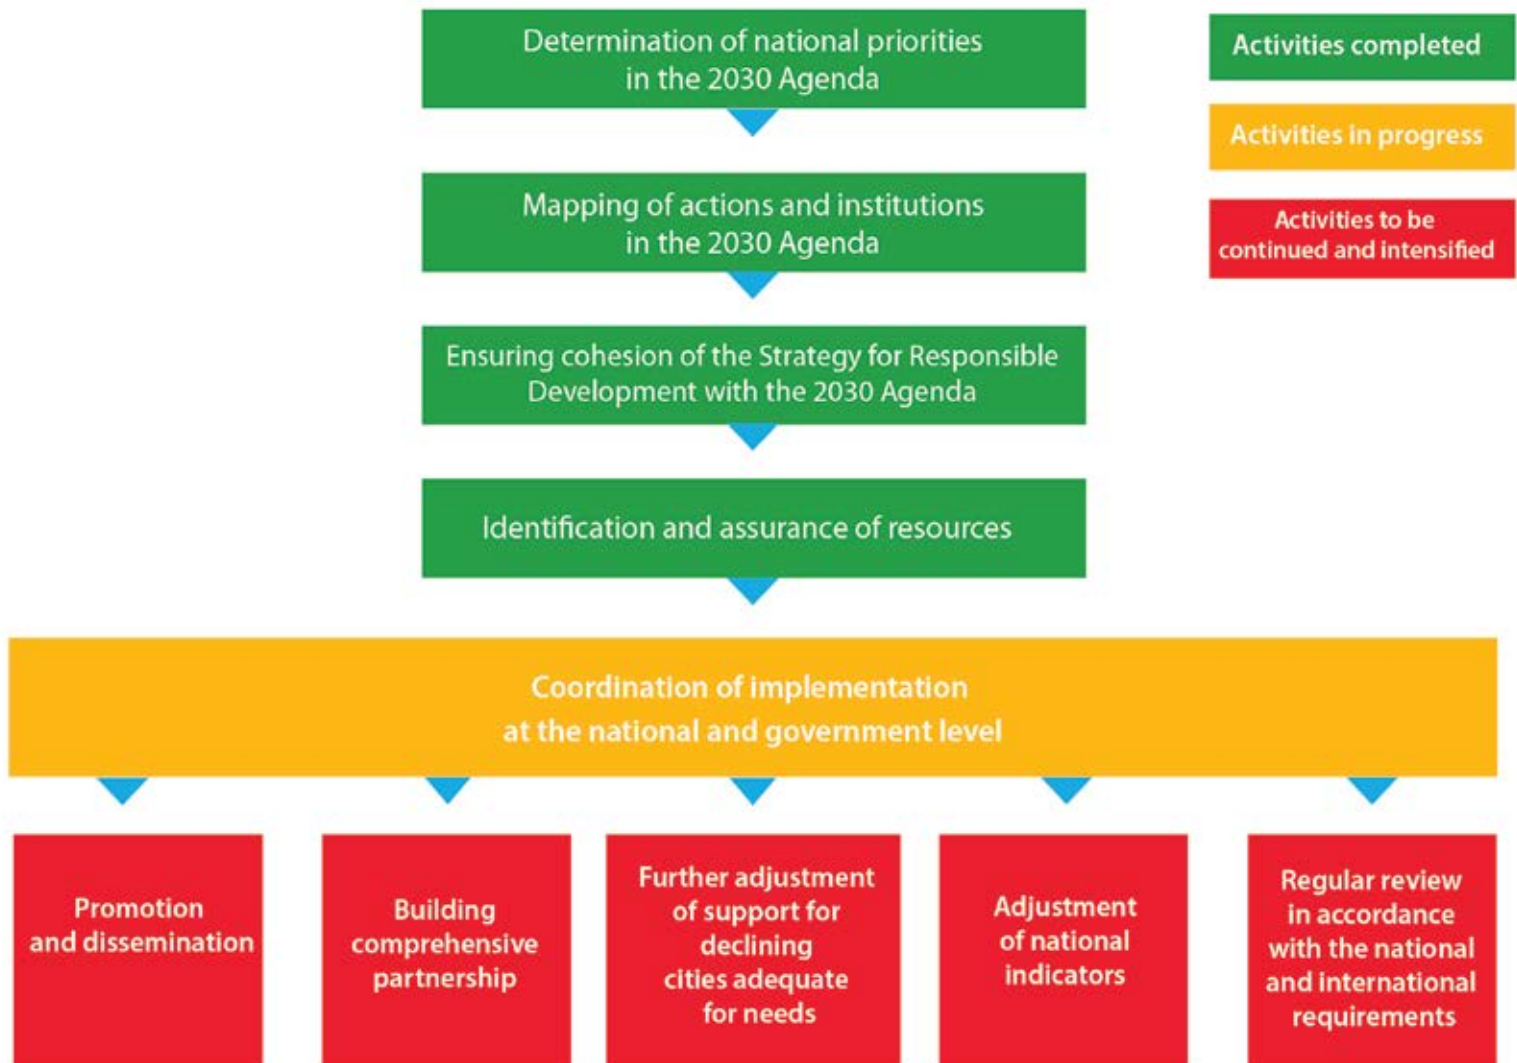 Determination of national priorities
in the 2030 Agenda
Activities completed
Activities in progress
Activities to be
continued and intensified
Mapping of actions and institutions
in the 2030 Agenda
Ensuring cohesion of the Strategy for Responsible
Development with the 2030 Agenda
Identification and assurance of resources
Coordination of implementation
at the national and government level
Promotion
and dissemination
Building
comprehensive
partnership
Further adjustment
of support for
declining
cities adequate
for needs
Adjustment
of national
indicators
Regular review
in accordance
with the national
and international
requirements